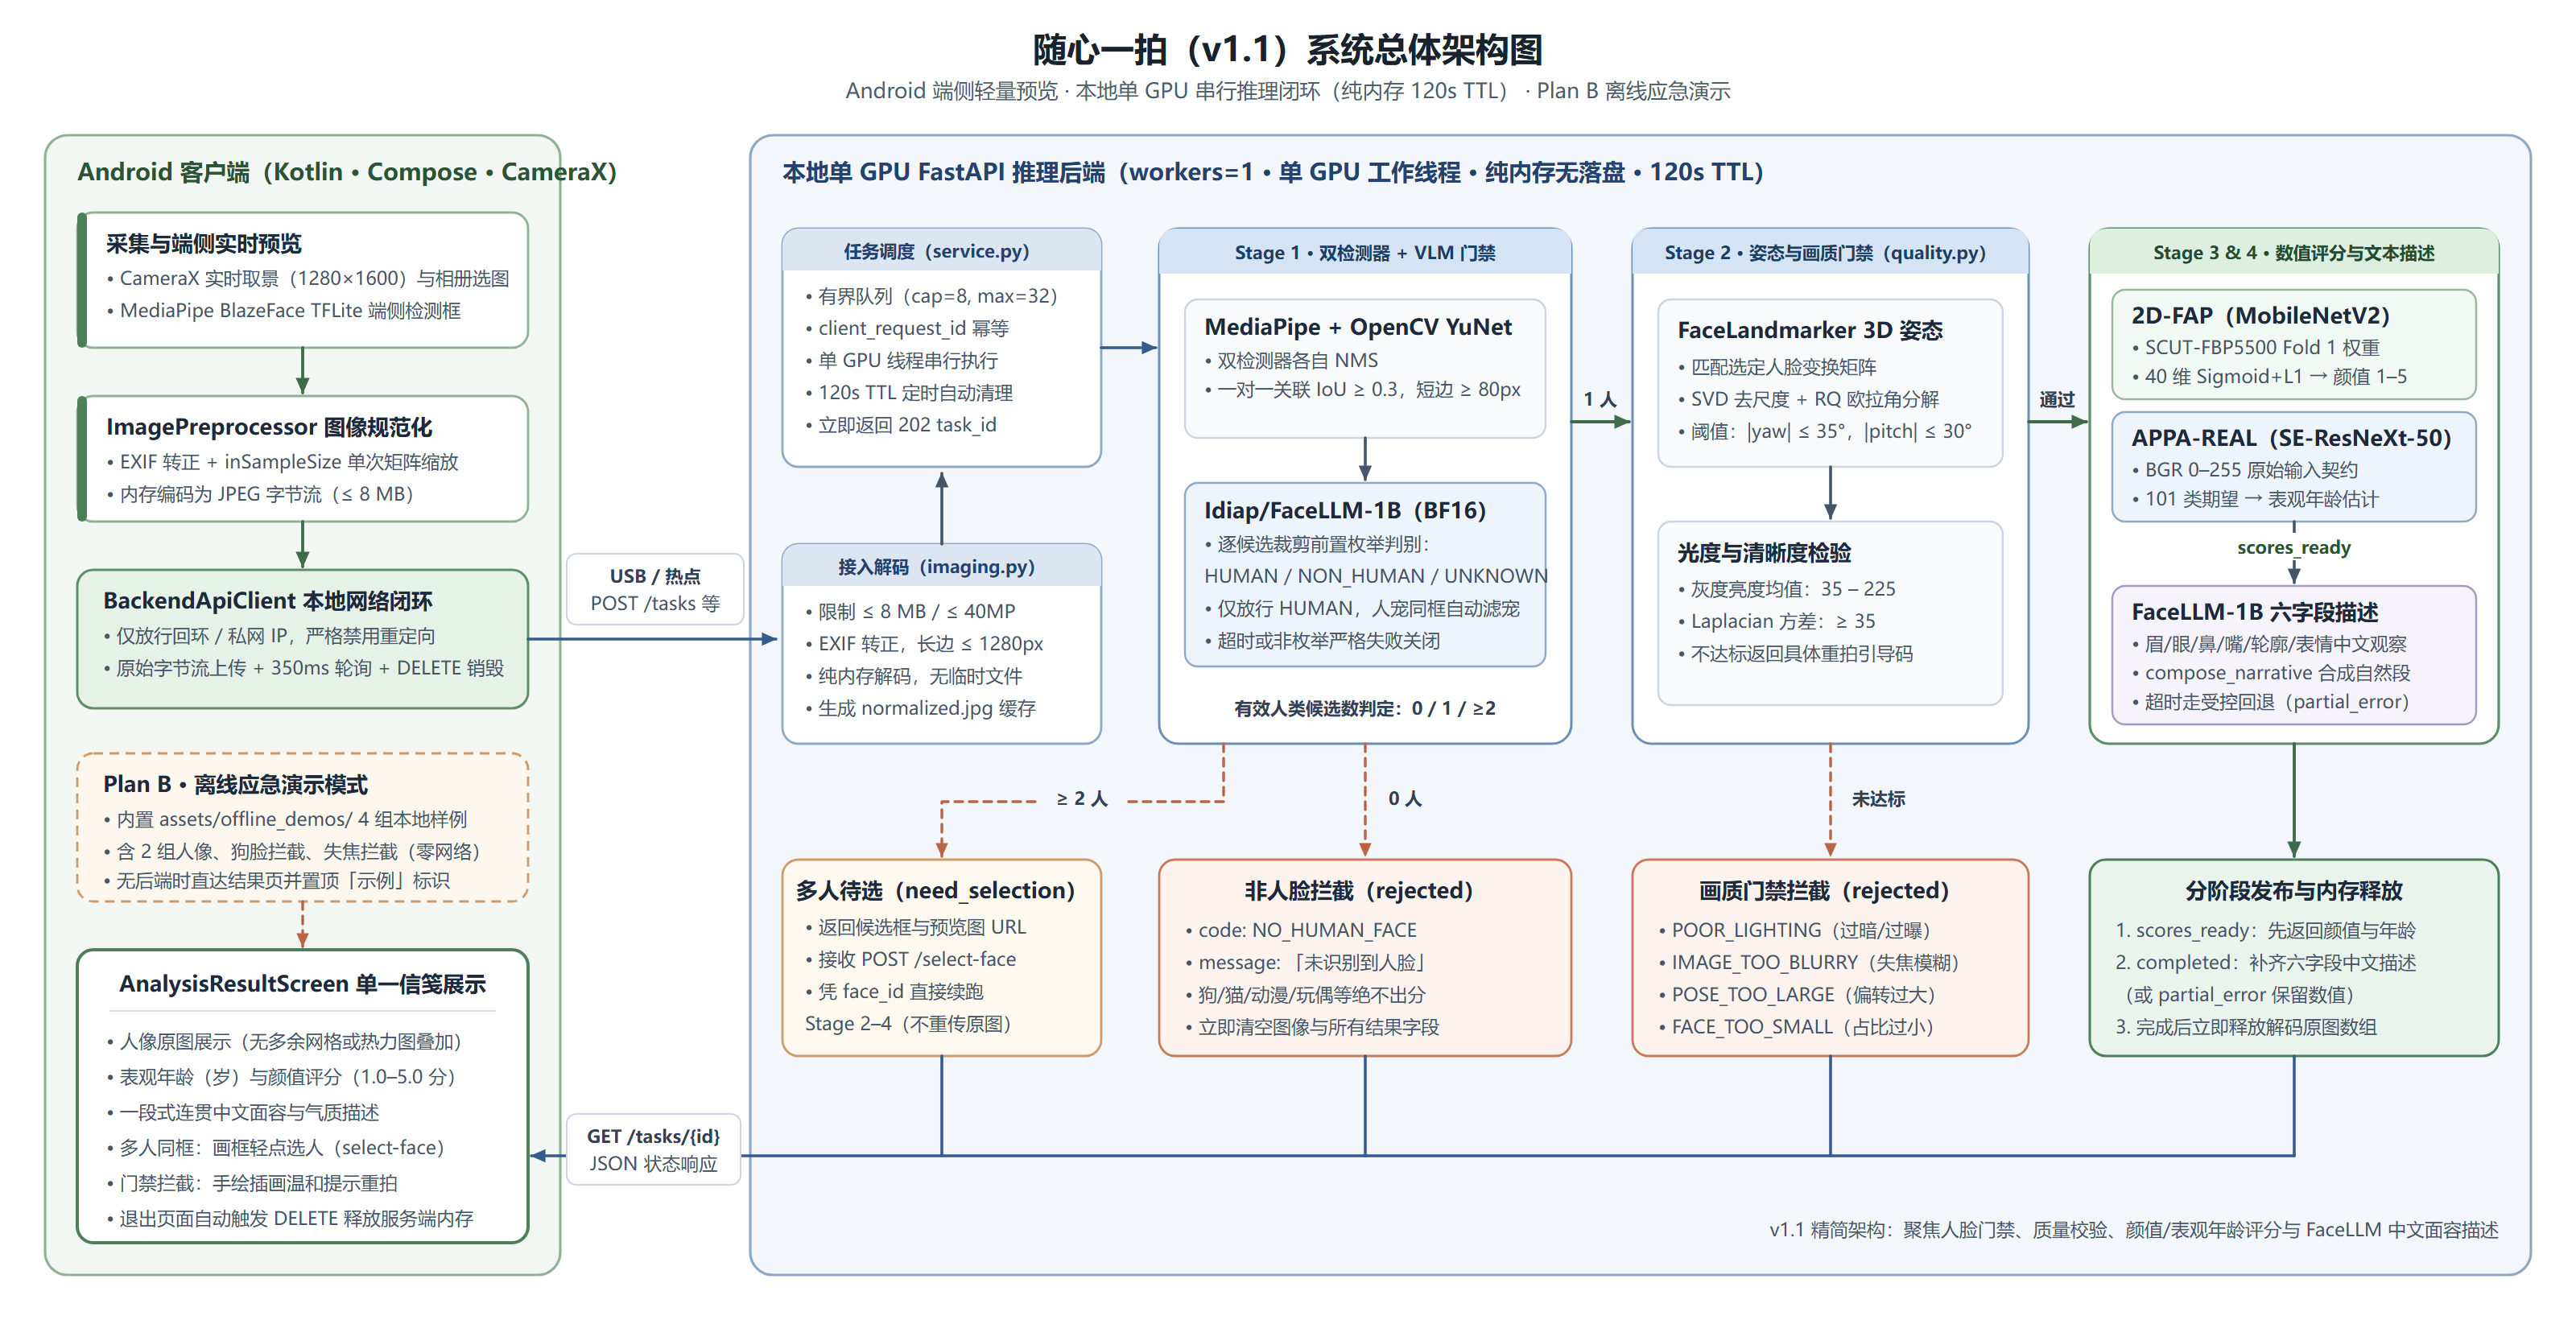 随心一拍（v1.1）系统总体架构图
Android 端侧轻量预览 · 本地单 GPU 串行推理闭环（纯内存 120s TTL） · Plan B 离线应急演示
Android 客户端（Kotlin • Compose • CameraX）
采集与端侧实时预览
• CameraX 实时取景（1280×1600）与相册选图
• MediaPipe BlazeFace TFLite 端侧检测框
ImagePreprocessor 图像规范化
• EXIF 转正 + inSampleSize 单次矩阵缩放
• 内存编码为 JPEG 字节流（≤ 8 MB）
BackendApiClient 本地网络闭环
• 仅放行回环 / 私网 IP，严格禁用重定向
• 原始字节流上传 + 350ms 轮询 + DELETE 销毁
Plan B • 离线应急演示模式
• 内置 assets/offline_demos/ 4 组本地样例
• 含 2 组人像、狗脸拦截、失焦拦截（零网络）
• 无后端时直达结果页并置顶「示例」标识
AnalysisResultScreen 单一信笺展示
• 人像原图展示（无多余网格或热力图叠加）
• 表观年龄（岁）与颜值评分（1.0–5.0 分）
• 一段式连贯中文面容与气质描述
• 多人同框：画框轻点选人（select-face）
• 门禁拦截：手绘插画温和提示重拍
• 退出页面自动触发 DELETE 释放服务端内存
USB / 热点
POST /tasks 等
GET /tasks/{id}
JSON 状态响应
本地单 GPU FastAPI 推理后端（workers=1 • 单 GPU 工作线程 • 纯内存无落盘 • 120s TTL）
任务调度（service.py）
• 有界队列（cap=8, max=32）
• client_request_id 幂等
• 单 GPU 线程串行执行
• 120s TTL 定时自动清理
• 立即返回 202 task_id
接入解码（imaging.py）
• 限制 ≤ 8 MB / ≤ 40MP
• EXIF 转正，长边 ≤ 1280px
• 纯内存解码，无临时文件
• 生成 normalized.jpg 缓存
Stage 1 • 双检测器 + VLM 门禁
MediaPipe + OpenCV YuNet
• 双检测器各自 NMS
• 一对一关联 IoU ≥ 0.3，短边 ≥ 80px
Idiap/FaceLLM-1B（BF16）
• 逐候选裁剪前置枚举判别：
HUMAN / NON_HUMAN / UNKNOWN
• 仅放行 HUMAN，人宠同框自动滤宠
• 超时或非枚举严格失败关闭
有效人类候选数判定：0 / 1 / ≥2
1 人
Stage 2 • 姿态与画质门禁（quality.py）
FaceLandmarker 3D 姿态
• 匹配选定人脸变换矩阵
• SVD 去尺度 + RQ 欧拉角分解
• 阈值：|yaw| ≤ 35°，|pitch| ≤ 30°
光度与清晰度检验
• 灰度亮度均值：35 – 225
• Laplacian 方差：≥ 35
• 不达标返回具体重拍引导码
通过
Stage 3 & 4 • 数值评分与文本描述
2D-FAP（MobileNetV2）
• SCUT-FBP5500 Fold 1 权重
• 40 维 Sigmoid+L1 → 颜值 1–5
APPA-REAL（SE-ResNeXt-50）
• BGR 0–255 原始输入契约
• 101 类期望 → 表观年龄估计
scores_ready
FaceLLM-1B 六字段描述
• 眉/眼/鼻/嘴/轮廓/表情中文观察
• compose_narrative 合成自然段
• 超时走受控回退（partial_error）
≥ 2 人
0 人
未达标
多人待选（need_selection）
• 返回候选框与预览图 URL
• 接收 POST /select-face
• 凭 face_id 直接续跑
Stage 2–4（不重传原图）
非人脸拦截（rejected）
• code: NO_HUMAN_FACE
• message: 「未识别到人脸」
• 狗/猫/动漫/玩偶等绝不出分
• 立即清空图像与所有结果字段
画质门禁拦截（rejected）
• POOR_LIGHTING（过暗/过曝）
• IMAGE_TOO_BLURRY（失焦模糊）
• POSE_TOO_LARGE（偏转过大）
• FACE_TOO_SMALL（占比过小）
分阶段发布与内存释放
1. scores_ready：先返回颜值与年龄
2. completed：补齐六字段中文描述
（或 partial_error 保留数值）
3. 完成后立即释放解码原图数组
v1.1 精简架构：聚焦人脸门禁、质量校验、颜值/表观年龄评分与 FaceLLM 中文面容描述